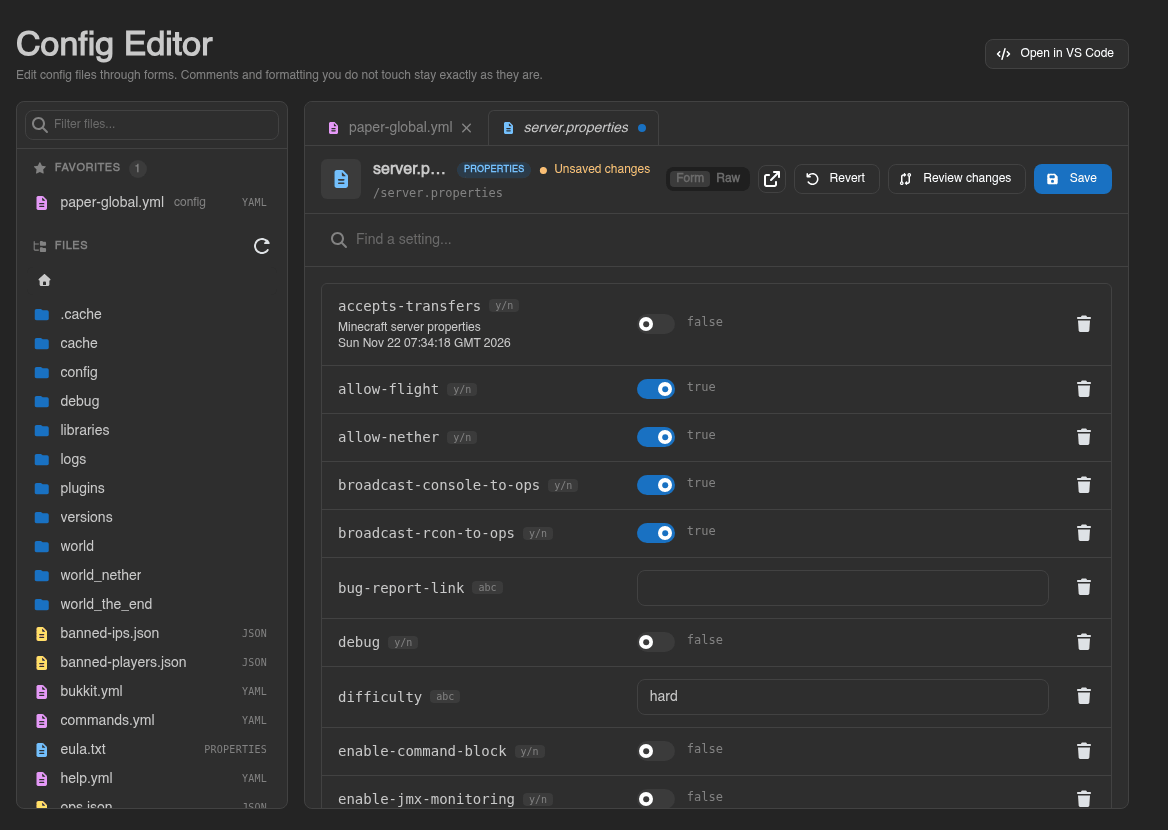 Config Editor
Edit config files through forms. Comments and formatting you do not touch stay exactly as they are.
Open in VS Code
Filter files...
FAVORITES 1
paper-global.yml config YAML
FILES
.cache
cache
config
debug
libraries
logs
plugins
versions
world
world_nether
world_the_end
banned-ips.json JSON
banned-players.json JSON
bukkit.yml YAML
commands.yml YAML
eula.txt PROPERTIES
help.yml YAML
ops.json JSON
paper-global.yml server.properties
server.p... PROPERTIES Unsaved changes
/server.properties
Form Raw Revert Review changes Save
Find a setting...
accepts-transfers y/n false
Minecraft server properties
Sun Nov 22 07:34:18 GMT 2026
allow-flight y/n true
allow-nether y/n true
broadcast-console-to-ops y/n true
broadcast-rcon-to-ops y/n true
bug-report-link abc
debug y/n false
difficulty abc hard
enable-command-block y/n false
enable-jmx-monitoring y/n false